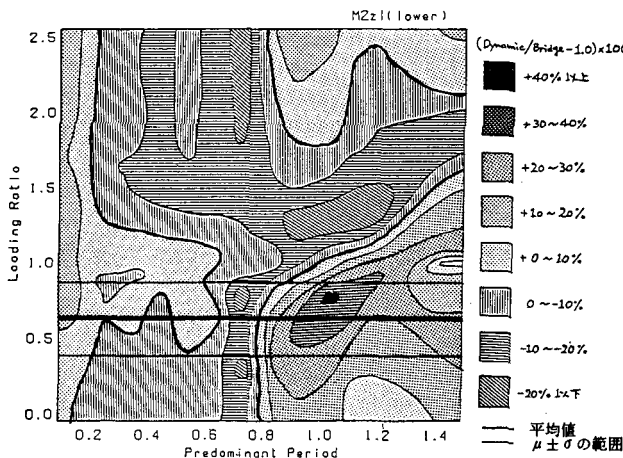 MZz1(lower)
(Dynamic/Bridge-1.0)×100
+40%以上
+30~40%
+20~30%
+10~20%
+0~10%
0~-10%
-10~-20%
-20%以下
平均値
μ±σの範囲
Loading Ratio
2.5
2.0
1.5
1.0
0.5
0.0
0.2 0.4 0.6 0.8 1.0 1.2 1.4
Predominant Period